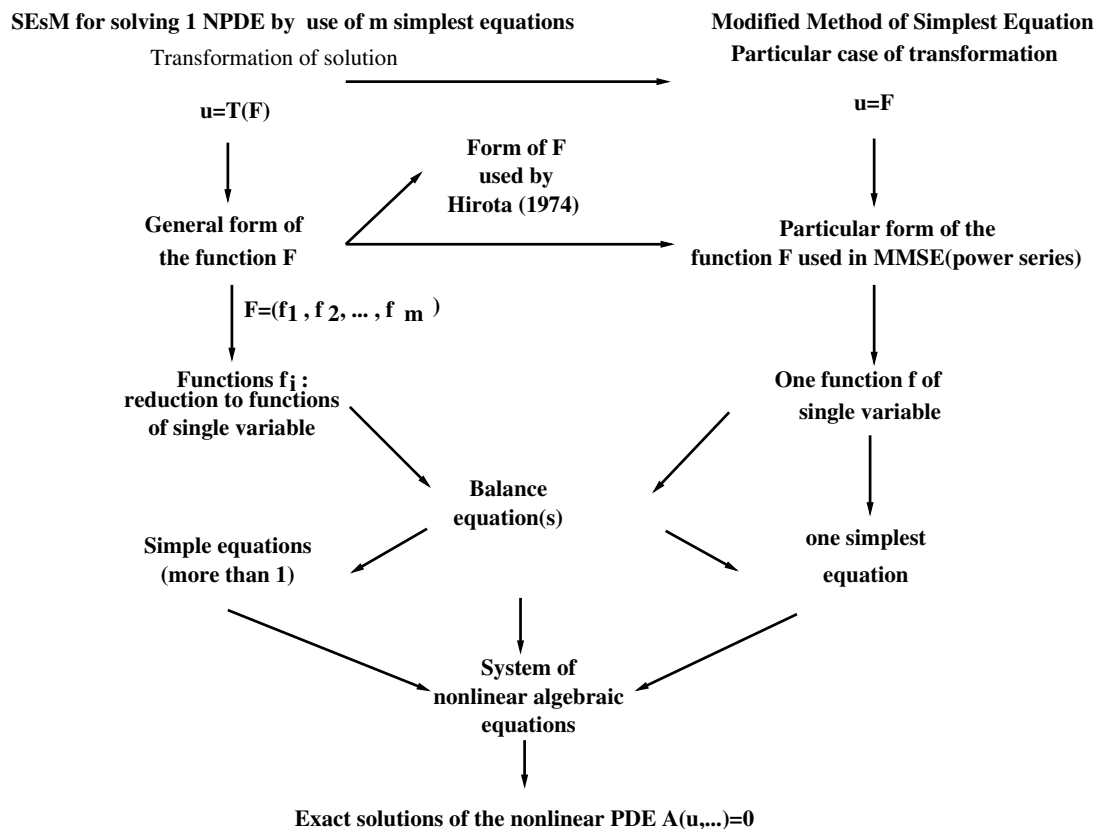 SEsM for solving 1 NPDE by use of m simplest equations
Modified Method of Simplest Equation
Transformation of solution
Particular case of transformation
u=T(F)
u=F
Form of F
used by
Hirota (1974)
General form of
the function F
Particular form of the
function F used in MMSE(power series)
F=(f1 , f 2, ... , f m )
Functions fi :
reduction to functions
of single variable
One function f of
single variable
Balance
equation(s)
Simple equations
(more than 1)
one simplest
equation
System of
nonlinear algebraic
equations
Exact solutions of the nonlinear PDE A(u,...)=0